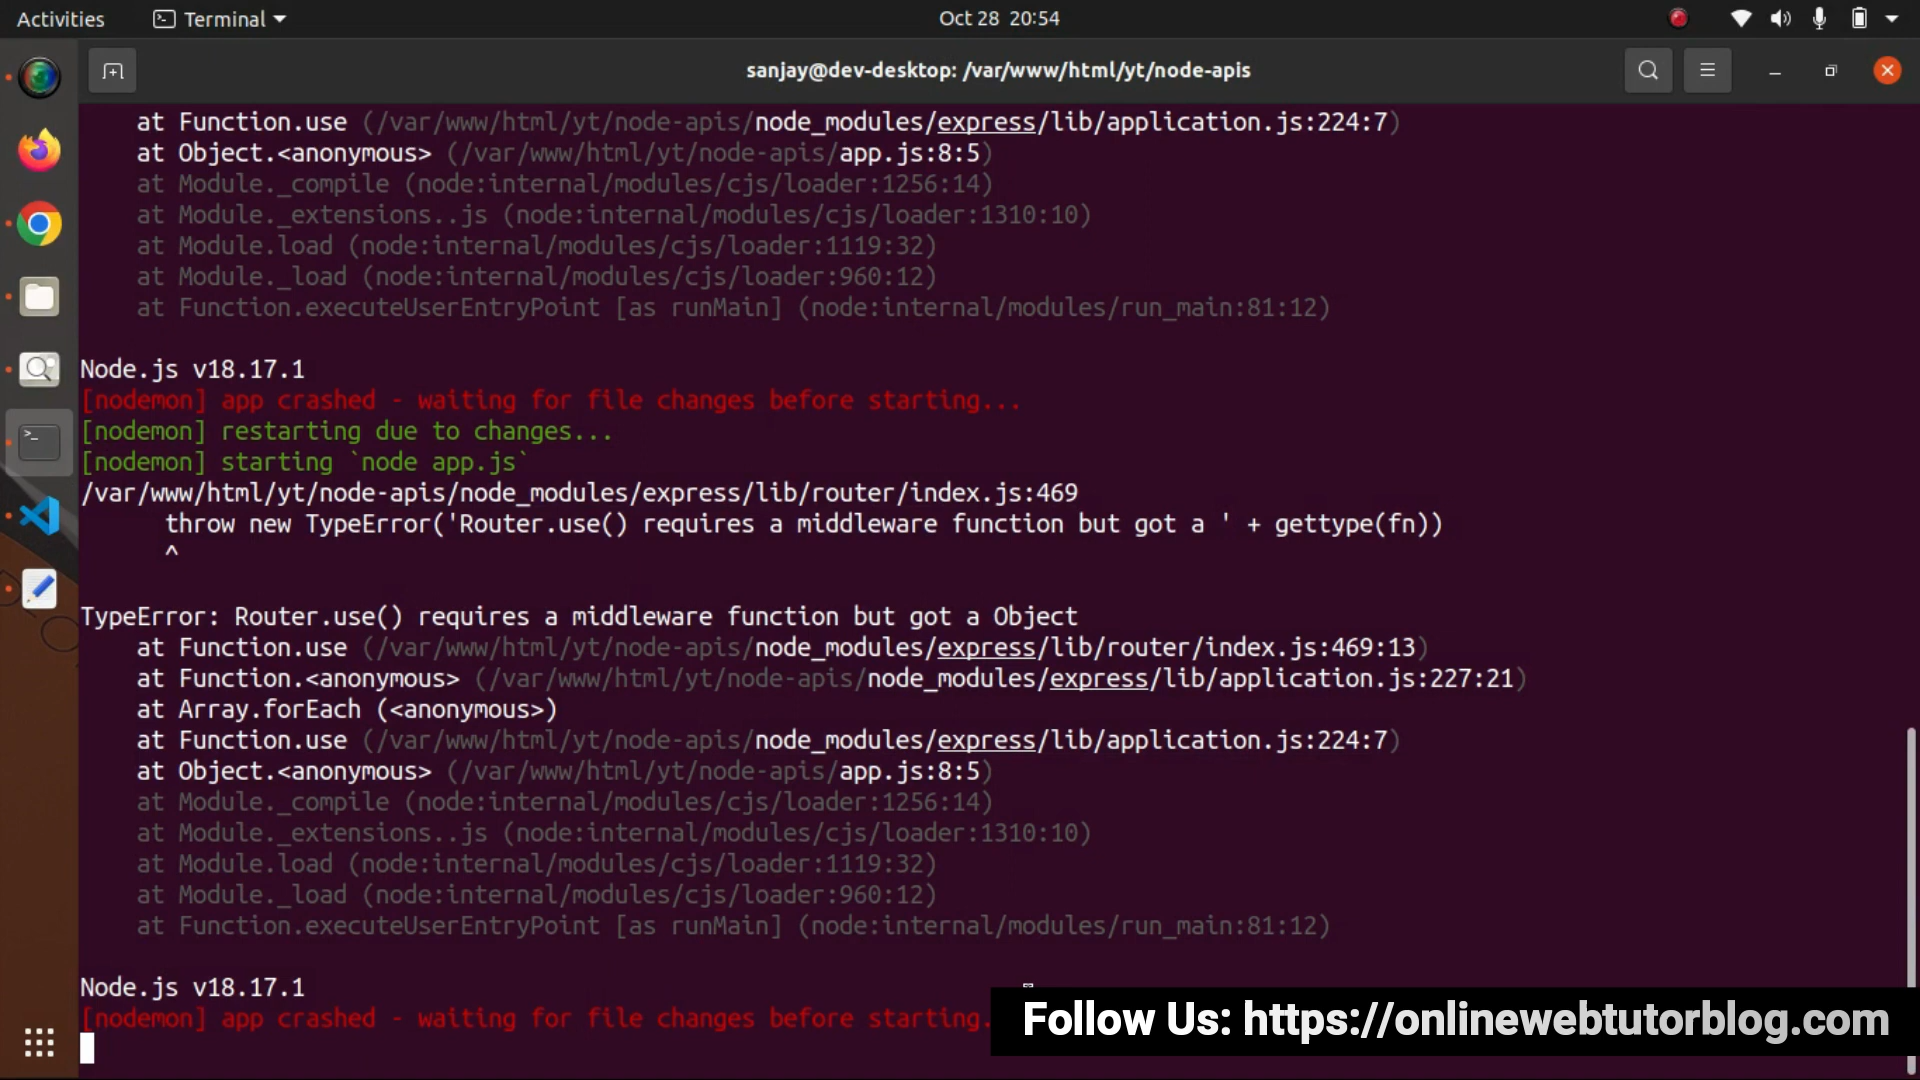 Activities Terminal Oct 28 20:54
sanjay@dev-desktop: /var/www/html/yt/node-apis
at Function.use (/var/www/html/yt/node-apis/node_modules/express/lib/application.js:224:7)
at Object.<anonymous> (/var/www/html/yt/node-apis/app.js:8:5)
at Module._compile (node:internal/modules/cjs/loader:1256:14)
at Module._extensions..js (node:internal/modules/cjs/loader:1310:10)
at Module.load (node:internal/modules/cjs/loader:1119:32)
at Module._load (node:internal/modules/cjs/loader:960:12)
at Function.executeUserEntryPoint [as runMain] (node:internal/modules/run_main:81:12)
Node.js v18.17.1
[nodemon] app crashed - waiting for file changes before starting...
[nodemon] restarting due to changes...
[nodemon] starting `node app.js`
/var/www/html/yt/node-apis/node_modules/express/lib/router/index.js:469
throw new TypeError('Router.use() requires a middleware function but got a ' + gettype(fn))
^
TypeError: Router.use() requires a middleware function but got a Object
at Function.use (/var/www/html/yt/node-apis/node_modules/express/lib/router/index.js:469:13)
at Function.<anonymous> (/var/www/html/yt/node-apis/node_modules/express/lib/application.js:227:21)
at Array.forEach (<anonymous>)
at Function.use (/var/www/html/yt/node-apis/node_modules/express/lib/application.js:224:7)
at Object.<anonymous> (/var/www/html/yt/node-apis/app.js:8:5)
at Module._compile (node:internal/modules/cjs/loader:1256:14)
at Module._extensions..js (node:internal/modules/cjs/loader:1310:10)
at Module.load (node:internal/modules/cjs/loader:1119:32)
at Module._load (node:internal/modules/cjs/loader:960:12)
at Function.executeUserEntryPoint [as runMain] (node:internal/modules/run_main:81:12)
Node.js v18.17.1
[nodemon] app crashed - waiting for file changes before starting.
Follow Us: https://onlinewebtutorblog.com